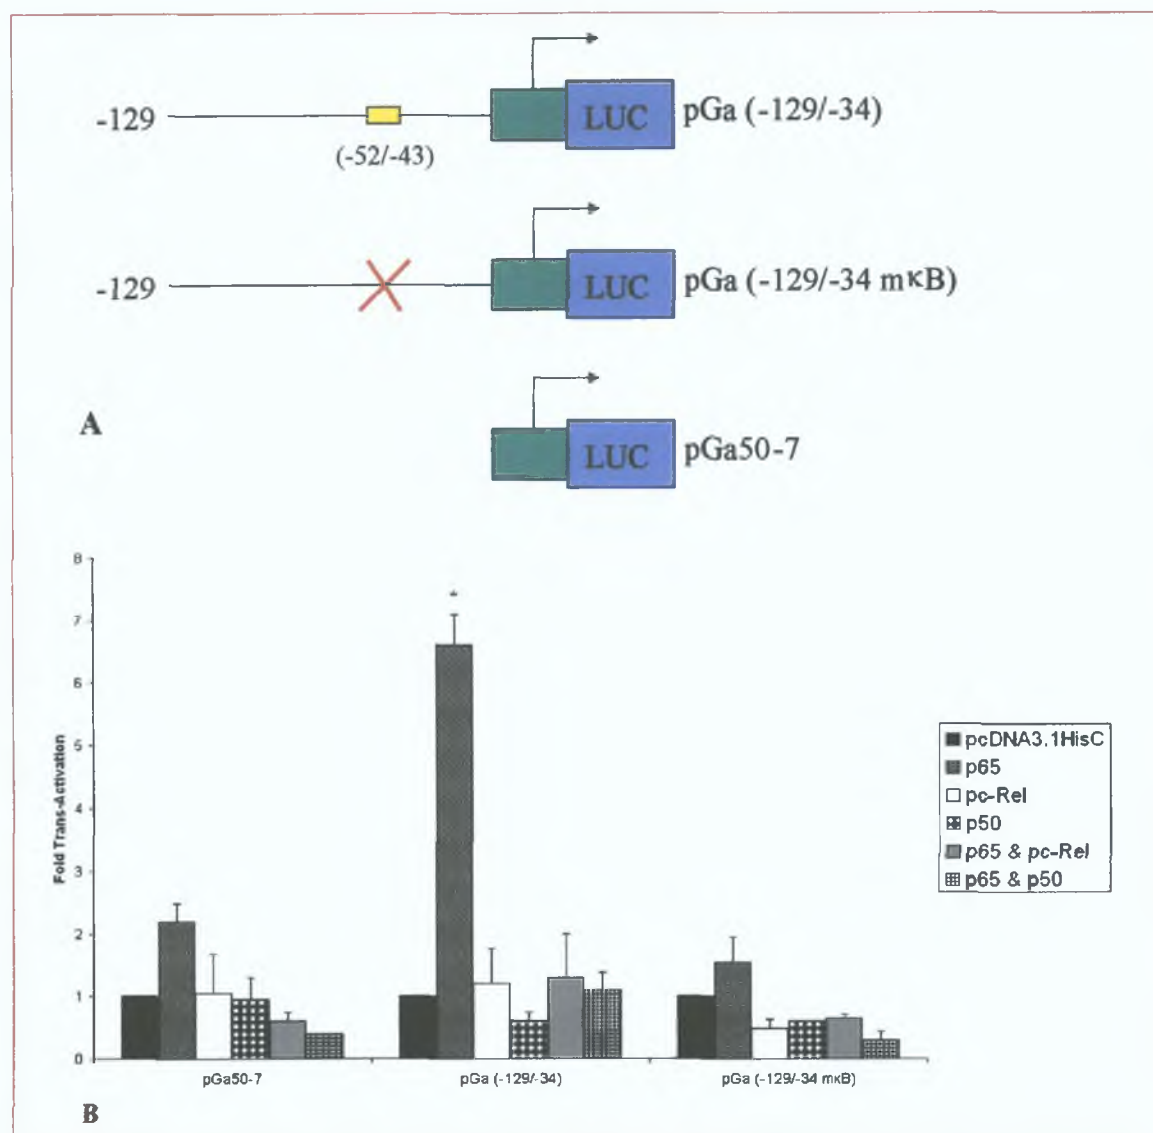 -129
LUC
pGa (-129/-34)
(-52/-43)
-129
LUC
pGa (-129/-34 mκB)
A
LUC
pGa50-7
8
7
6
5
4
3
2
1
0
Fold Trans-Activation
*
pcDNA3.1HisC
p65
pc-Rel
p50
p65 & pc-Rel
p65 & p50
pGa50-7
pGa (-129/-34)
pGa (-129/-34 mκB)
B